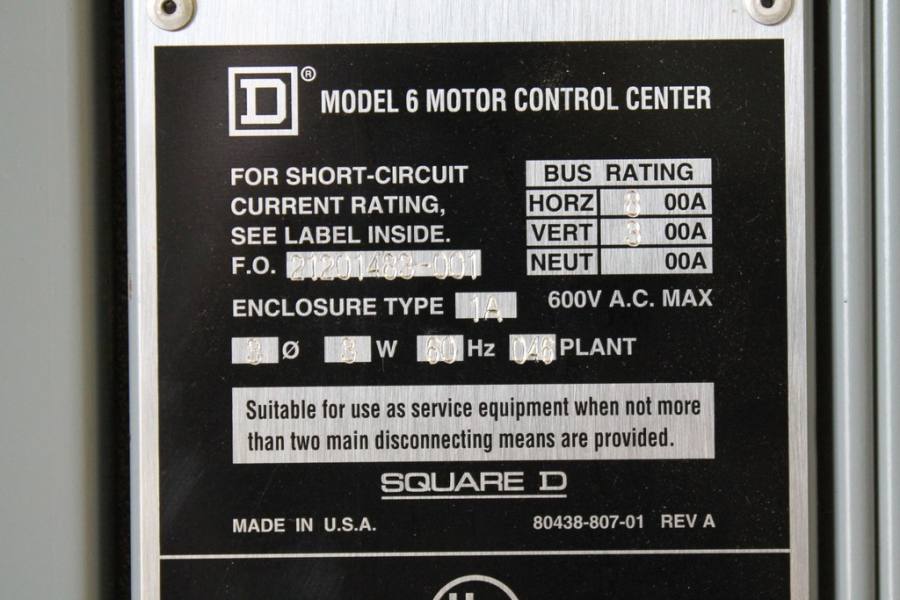 D®
MODEL 6 MOTOR CONTROL CENTER
FOR SHORT-CIRCUIT
CURRENT RATING,
SEE LABEL INSIDE.
F.O. 21201488-001
BUS RATING
HORZ 8 00A
VERT 3 00A
NEUT 00A
ENCLOSURE TYPE 1A
600V A.C. MAX
3 Ø 3 W 60 Hz 046 PLANT
Suitable for use as service equipment when not more
than two main disconnecting means are provided.
SQUARE D
MADE IN U.S.A.
80438-807-01 REV A